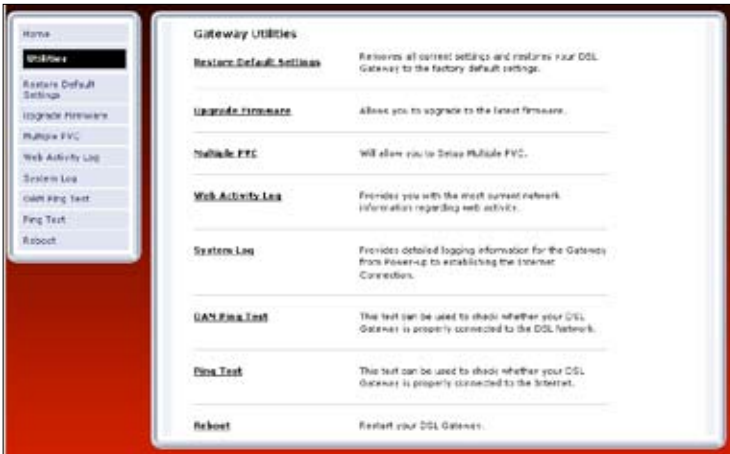 Home
Utilities
Restore Default
Settings
Upgrade Firmware
Multiple PVC
Web Activity Log
System Log
OAM Ping Test
Ping Test
Reboot
Gateway Utilities
Restore Default Settings
Removes all current settings and restores your DSL
Gateway to the factory default settings.
Upgrade Firmware
Allows you to upgrade to the latest firmware.
Multiple PVC
Will allow you to Setup Multiple PVC.
Web Activity Log
Provides you with the most current network
information regarding web activity.
System Log
Provides detailed logging information for the Gateway
from Power-up to establishing the Internet
Connection.
OAM Ping Test
This test can be used to check whether your DSL
Gateway is properly connected to the DSL Network.
Ping Test
This test can be used to check whether your DSL
Gateway is properly connected to the Internet.
Reboot
Restart your DSL Gateway.